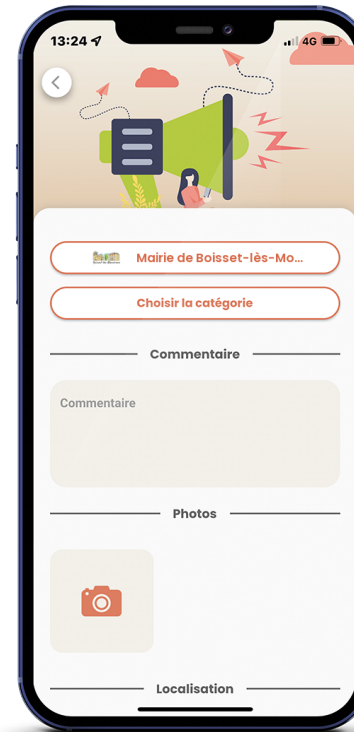 13:24
4G
Mairie de Boisset-lès-Mo...
Choisir la catégorie
Commentaire
Commentaire
Photos
Localisation